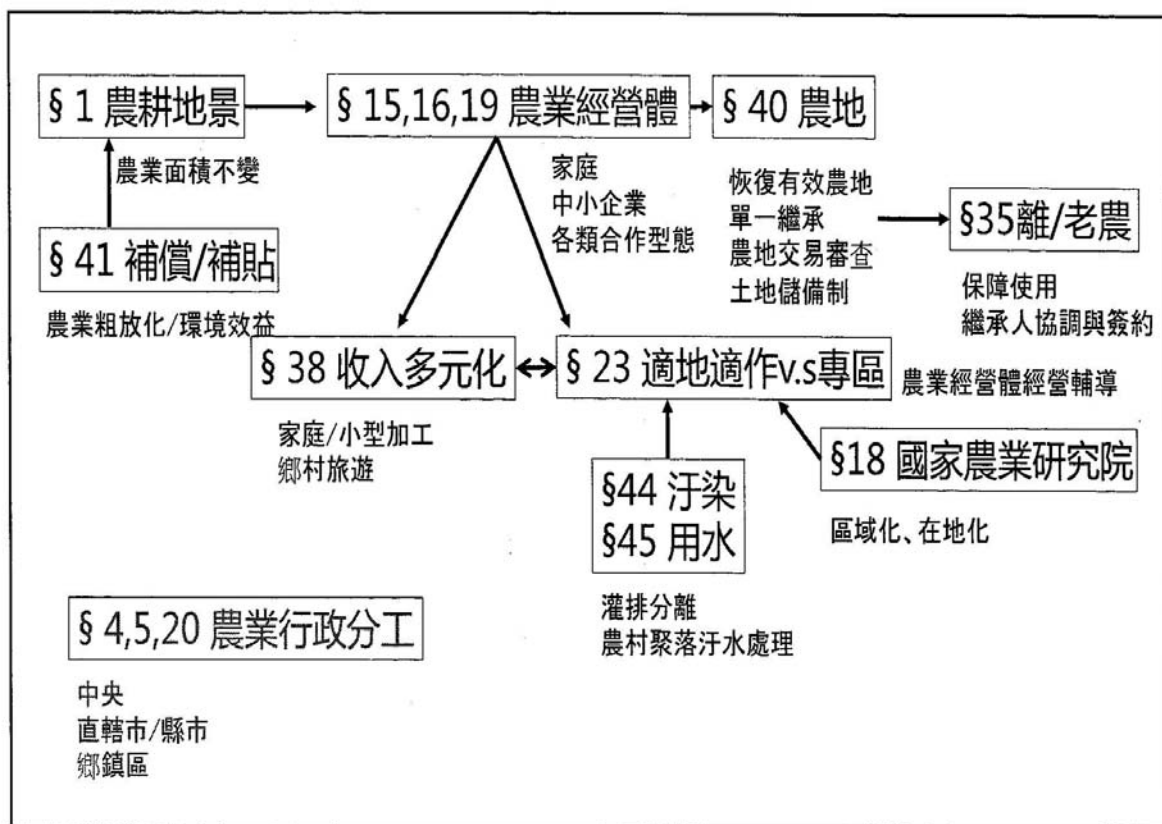 § 1 農耕地景
§ 15,16,19 農業經營體
§ 40 農地
農業面積不變
家庭
中小企業
各類合作型態
恢復有效農地
單一繼承
農地交易審查
土地儲備制
§35離/老農
保障使用
繼承人協調與簽約
§ 41 補償/補貼
農業粗放化/環境效益
§ 38 收入多元化
§ 23 適地適作v.s專區
農業經營體經營輔導
家庭/小型加工
鄉村旅遊
§44 汙染
§45 用水
§18 國家農業研究院
區域化、在地化
灌排分離
農村聚落汙水處理
§ 4,5,20 農業行政分工
中央
直轄市/縣市
鄉鎮區